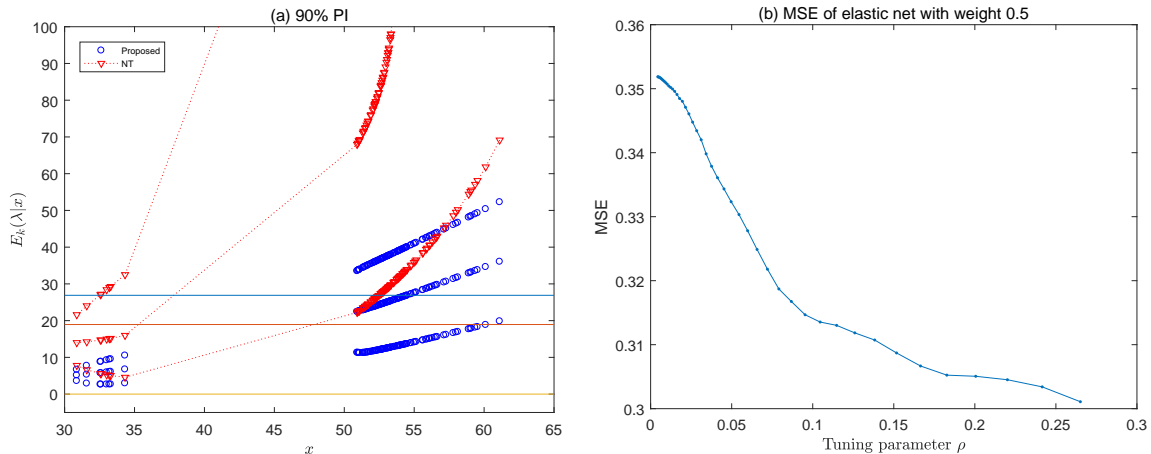 (a) 90% PI
100
90
80
70
60
50
40
30
20
10
0
E_k(λ|x)
Proposed
NT
30 35 40 45 50 55 60 65
x
(b) MSE of elastic net with weight 0.5
0.36
0.35
0.34
0.33
0.32
0.31
0.3
MSE
0 0.05 0.1 0.15 0.2 0.25 0.3
Tuning parameter ρ